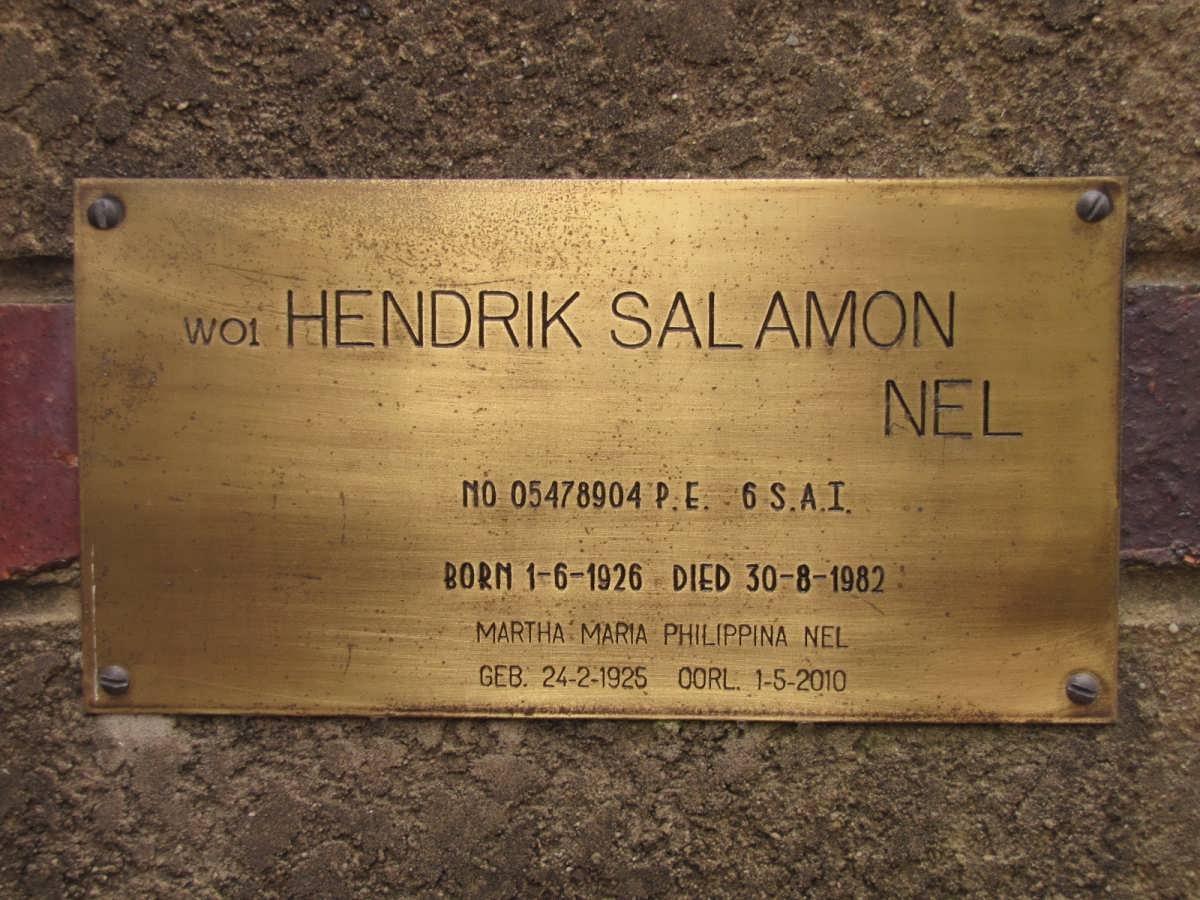 WO1 HENDRIK SALAMON
NEL
NO 05478904 P.E. 6 S.A.I.
BORN 1-6-1926 DIED 30-8-1982
MARTHA MARIA PHILIPPINA NEL
GEB. 24-2-1925 OORL. 1-5-2010